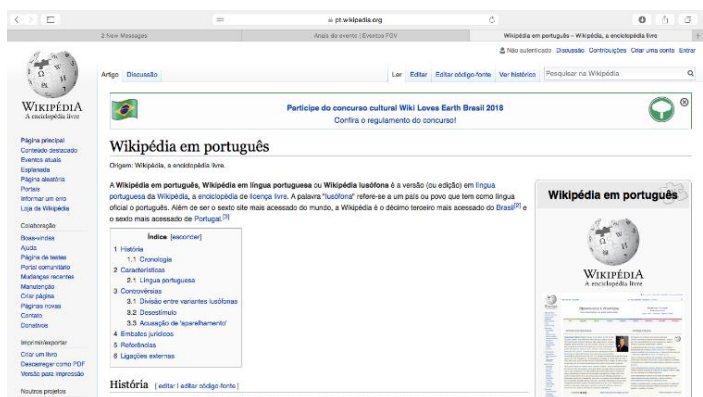 pt.wikipedia.org
2 New Messages
Anais do evento | Eventos FGV
Wikipédia em português – Wikipédia, a enciclopédia livre
Não autenticado Discussão Contribuições Criar uma conta Entrar
Artigo Discussão
Ler Editar Editar código-fonte Ver histórico
Pesquisar na Wikipédia
WIKIPÉDIA
A enciclopédia livre
Participe do concurso cultural Wiki Loves Earth Brasil 2018
Confira o regulamento do concurso!
Página principal
Conteúdo destacado
Eventos atuais
Esplanada
Página aleatória
Portais
Informar um erro
Loja da Wikipédia
Colaboração
Boas-vindas
Ajuda
Página de testes
Portal comunitário
Mudanças recentes
Manutenção
Criar página
Páginas novas
Contato
Donativos
Imprimir/exportar
Criar um livro
Descarregar como PDF
Versão para impressão
Noutros projetos
Wikipédia em português
Origem: Wikipédia, a enciclopédia livre.
A Wikipédia em português, Wikipédia em língua portuguesa ou Wikipédia lusófona é a versão (ou edição) em língua
portuguesa da Wikipédia, a enciclopédia de licença livre. A palavra "lusófona" refere-se a um país ou povo que tem como língua
oficial o português. Além de ser o sexto site mais acessado do mundo, a Wikipédia é o décimo terceiro mais acessado do Brasil[2] e
o sexto mais acessado de Portugal.[3]
Índice [esconder]
1 História
1.1 Cronologia
2 Características
2.1 Língua portuguesa
3 Controvérsias
3.1 Divisão entre variantes lusófonas
3.2 Desestímulo
3.3 Acusação de 'aparelhamento'
4 Embates jurídicos
5 Referências
6 Ligações externas
História [ editar | editar código-fonte ]
Wikipédia em português
WIKIPÉDIA
A enciclopédia livre